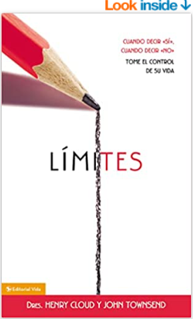 Look inside
CUANDO DECIR «SÍ»,
CUANDO DECIR «NO»
TOME EL CONTROL
DE SU VIDA
LÍMITES
Editorial Vida
DRES. HENRY CLOUD Y JOHN TOWNSEND